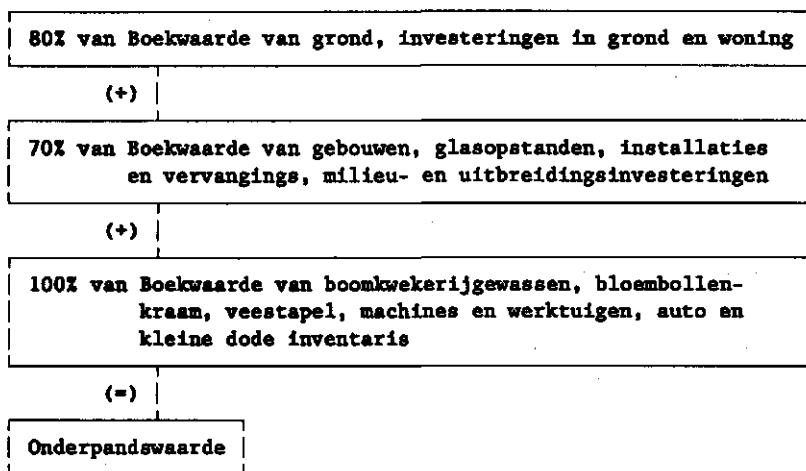 80% van Boekwaarde van grond, investeringen in grond en woning
(+)
70% van Boekwaarde van gebouwen, glasopstanden, installaties
en vervangings, milieu- en uitbreidingsinvesteringen
(+)
100% van Boekwaarde van boomkwekerijgewassen, bloembollen-
kraam, veestapel, machines en werktuigen, auto en
kleine dode inventaris
(=)
Onderpandswaarde